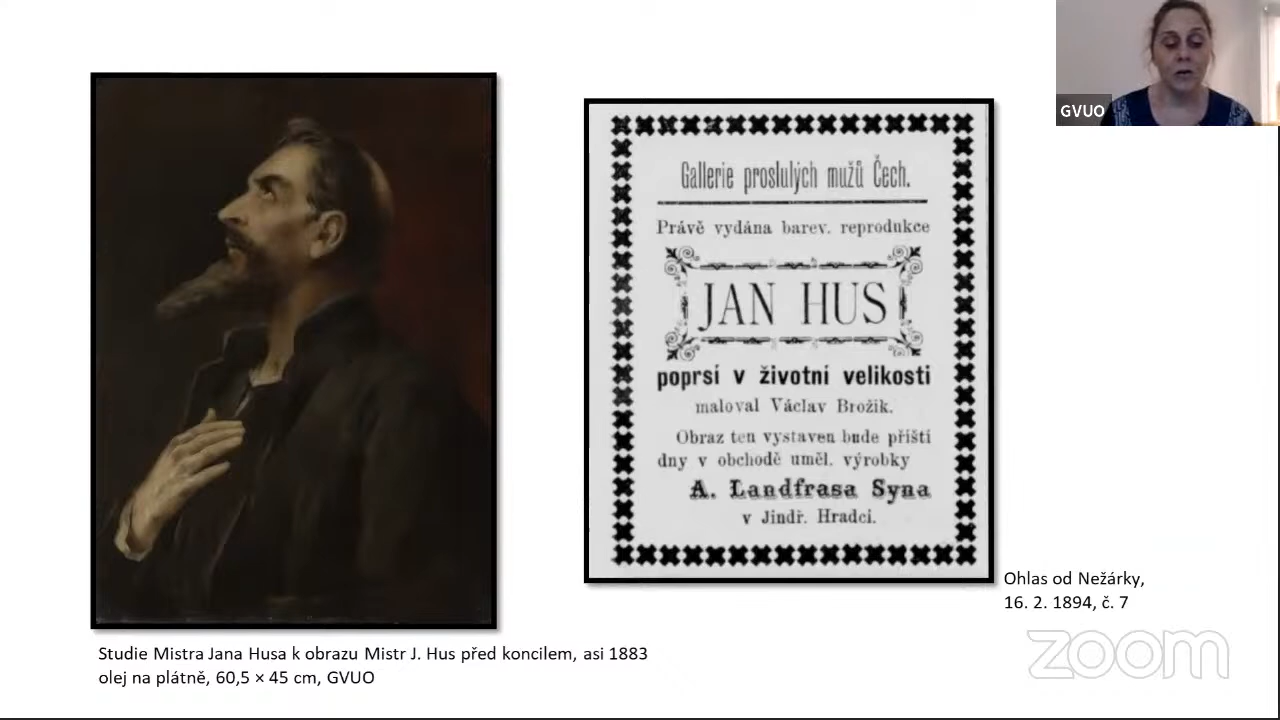 GVUO
Gallerie proslulých mužů Čech.
Právě vydána barev. reprodukce
JAN HUS
poprsí v životní velikosti
maloval Václav Brožik.
Obraz ten vystaven bude příští
dny v obchodě uměl. výrobky
A. Landfrasa Syna
v Jindř. Hradci.
Ohlas od Nežárky,
16. 2. 1894, č. 7
Studie Mistra Jana Husa k obrazu Mistr J. Hus před koncilem, asi 1883
olej na plátně, 60,5 × 45 cm, GVUO
zoom